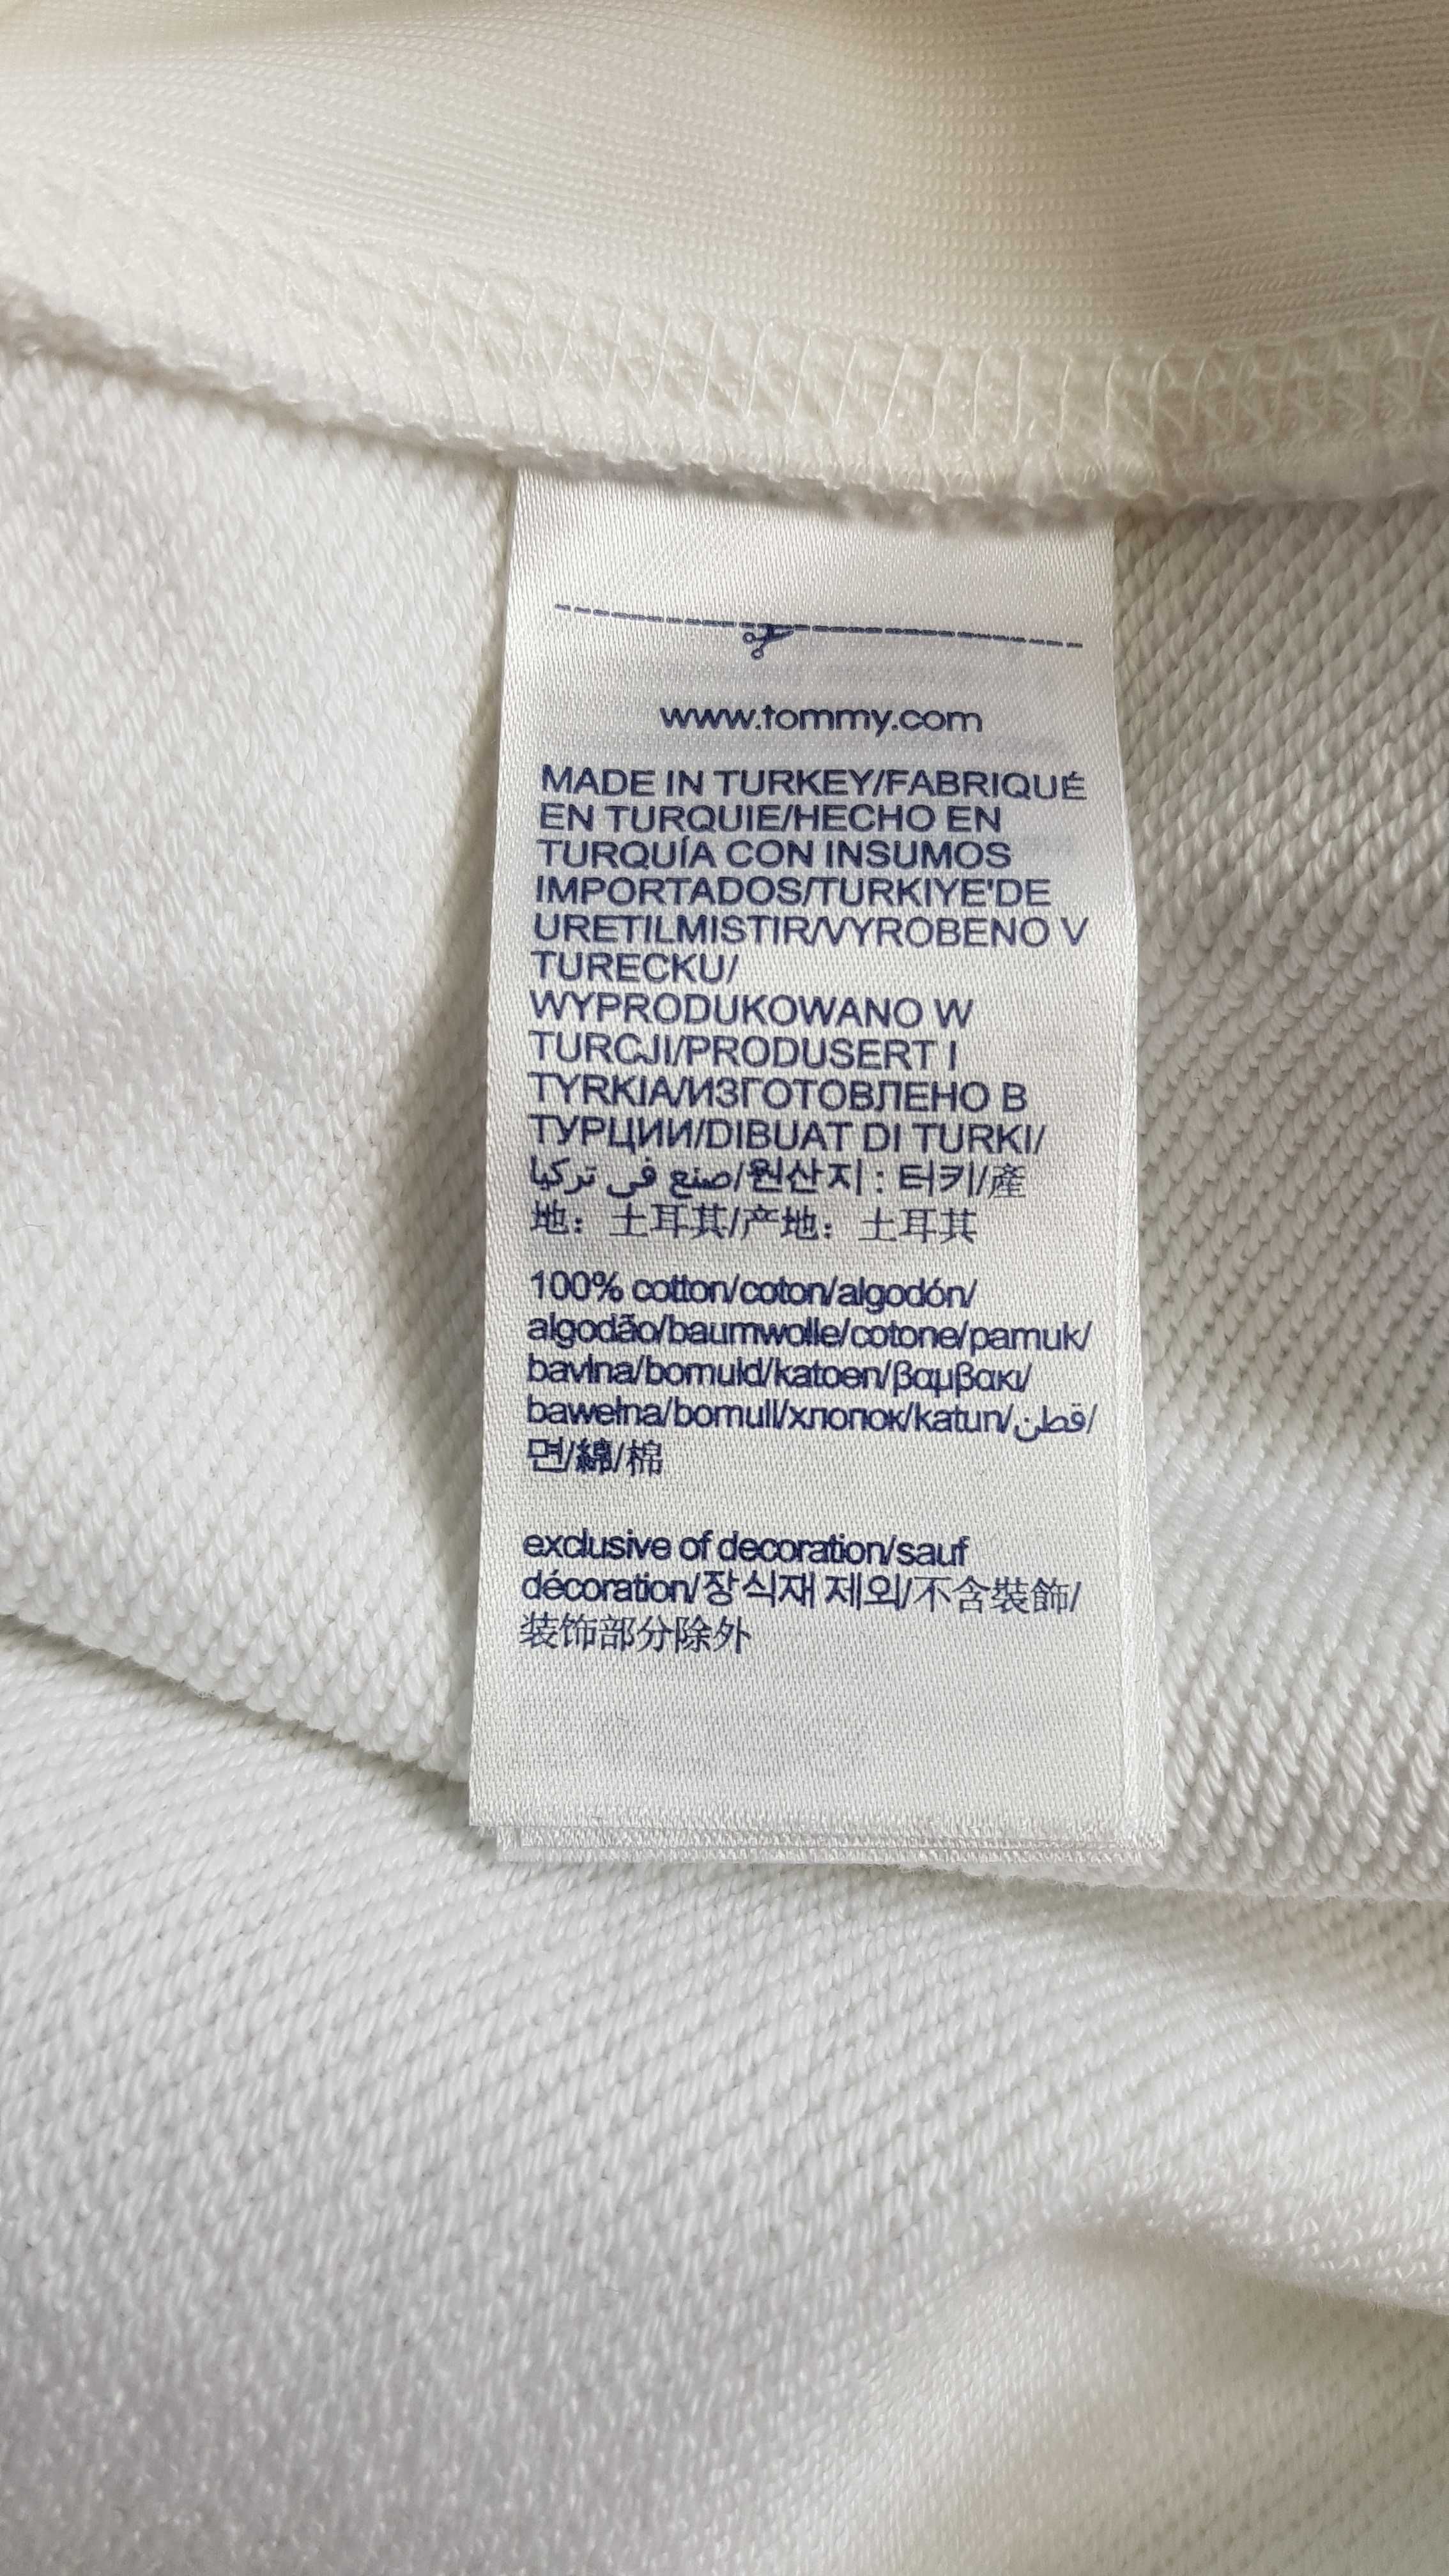 www.tommy.com
MADE IN TURKEY/FABRIQUÉ
EN TURQUIE/HECHO EN
TURQUÍA CON INSUMOS
IMPORTADOS/TURKIYE'DE
URETILMISTIR/VYROBENO V
TURECKU/
WYPRODUKOWANO W
TURCJI/PRODUSERT I
TYRKIA/ИЗГОТОВЛЕНО В
ТУРЦИИ/DIBUAT DI TURKI/
صنع في تركيا/원산지 : 터키/產
地：土耳其/产地：土耳其
100% cotton/coton/algodón/
algodão/baumwolle/cotone/pamuk/
bavlna/bomuld/katoen/βαμβακι/
bawełna/bomull/хлопок/katun/قطن/
면/綿/棉
exclusive of decoration/sauf
décoration/장식재 제외/不含裝飾/
装饰部分除外